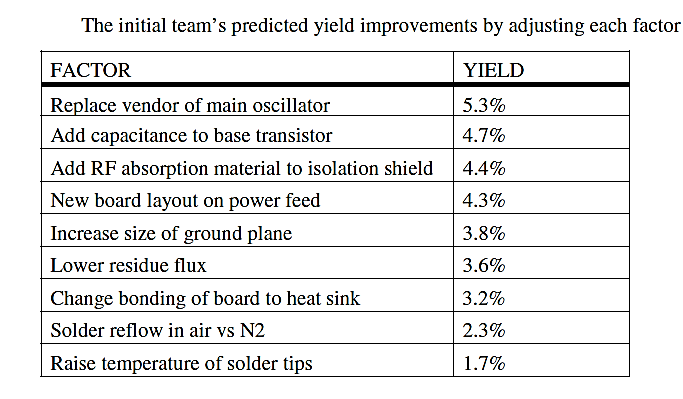 The initial team's predicted yield improvements by adjusting each factor
FACTOR YIELD
Replace vendor of main oscillator 5.3%
Add capacitance to base transistor 4.7%
Add RF absorption material to isolation shield 4.4%
New board layout on power feed 4.3%
Increase size of ground plane 3.8%
Lower residue flux 3.6%
Change bonding of board to heat sink 3.2%
Solder reflow in air vs N2 2.3%
Raise temperature of solder tips 1.7%